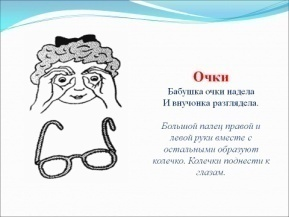 Очки
Бабушка очки надела
И внучонка разглядела.
Большой палец правой и
левой руки вместе с
остальными образуют
колечко. Колечки поднести к
глазам.